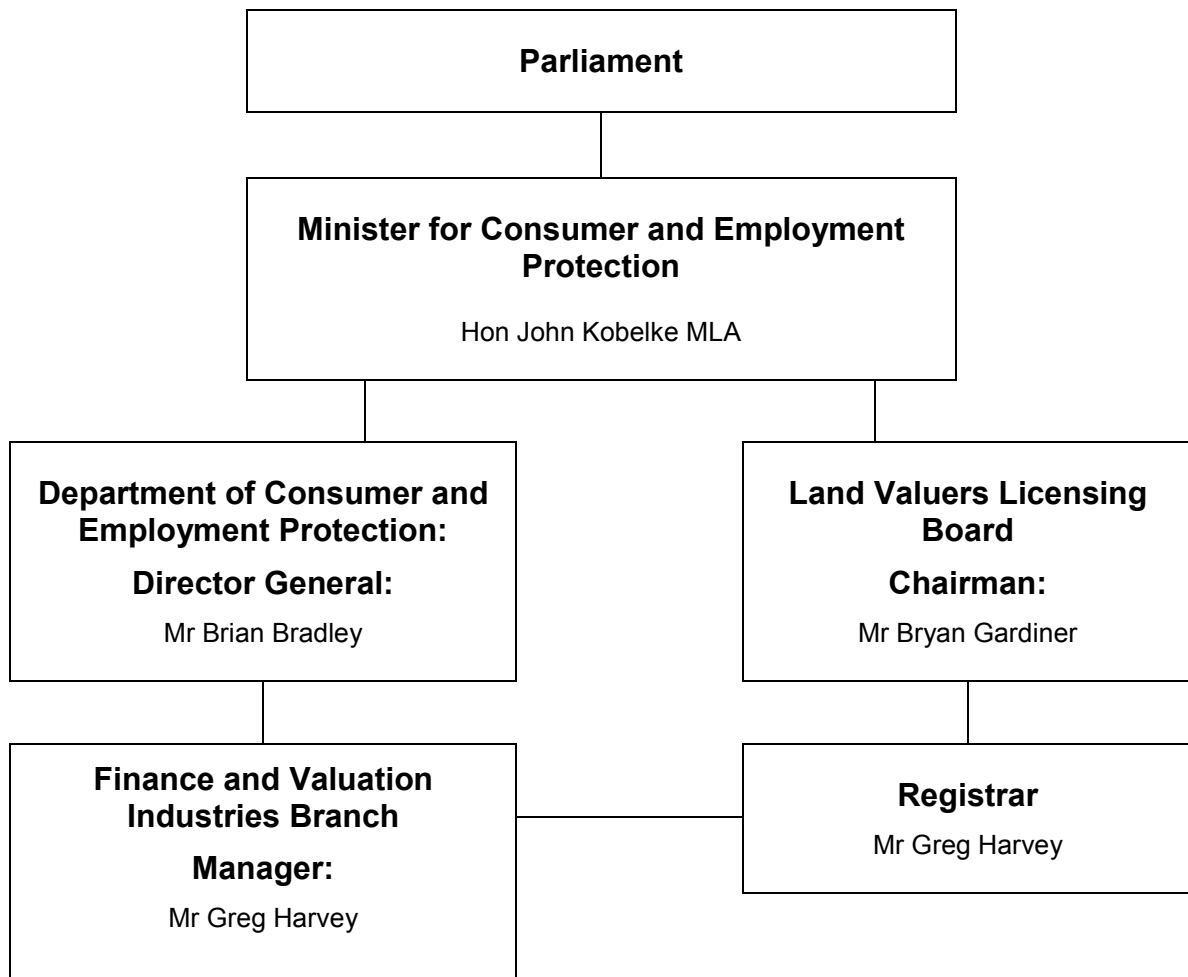 Parliament
Minister for Consumer and Employment
Protection
Hon John Kobelke MLA
Department of Consumer and
Employment Protection:
Director General:
Mr Brian Bradley
Land Valuers Licensing
Board
Chairman:
Mr Bryan Gardiner
Finance and Valuation
Industries Branch
Manager:
Mr Greg Harvey
Registrar
Mr Greg Harvey